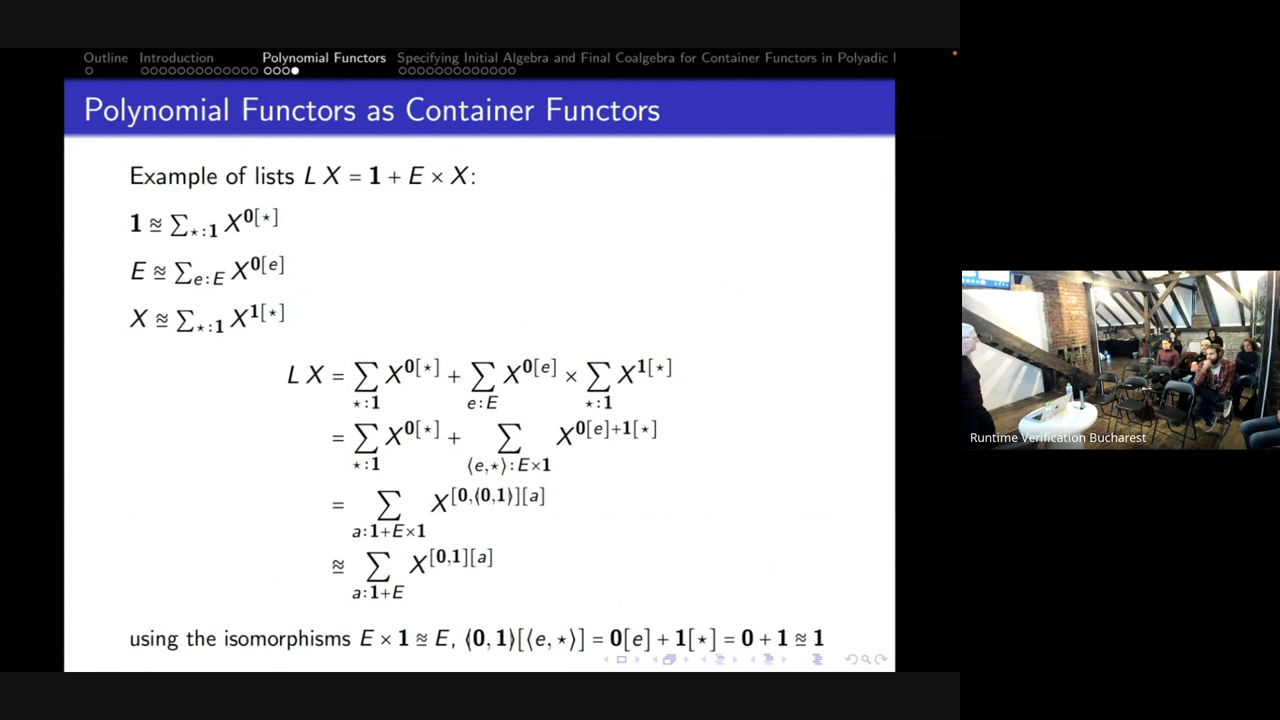 Outline Introduction Polynomial Functors Specifying Initial Algebra and Final Coalgebra for Container Functors in Polyadic
Polynomial Functors as Container Functors
Example of lists L X = 1 + E × X:
1 ≊ ∑⋆:1 X^0[⋆]
E ≊ ∑e:E X^0[e]
X ≊ ∑⋆:1 X^1[⋆]
L X = ∑⋆:1 X^0[⋆] + ∑e:E X^0[e] × ∑⋆:1 X^1[⋆]
= ∑⋆:1 X^0[⋆] + ∑⟨e,⋆⟩:E×1 X^0[e]+1[⋆]
= ∑a:1+E×1 X^[0,⟨0,1⟩][a]
≊ ∑a:1+E X^[0,1][a]
using the isomorphisms E × 1 ≊ E, ⟨0,1⟩[⟨e,⋆⟩] = 0[e] + 1[⋆] = 0 + 1 ≊ 1
Runtime Verification Bucharest